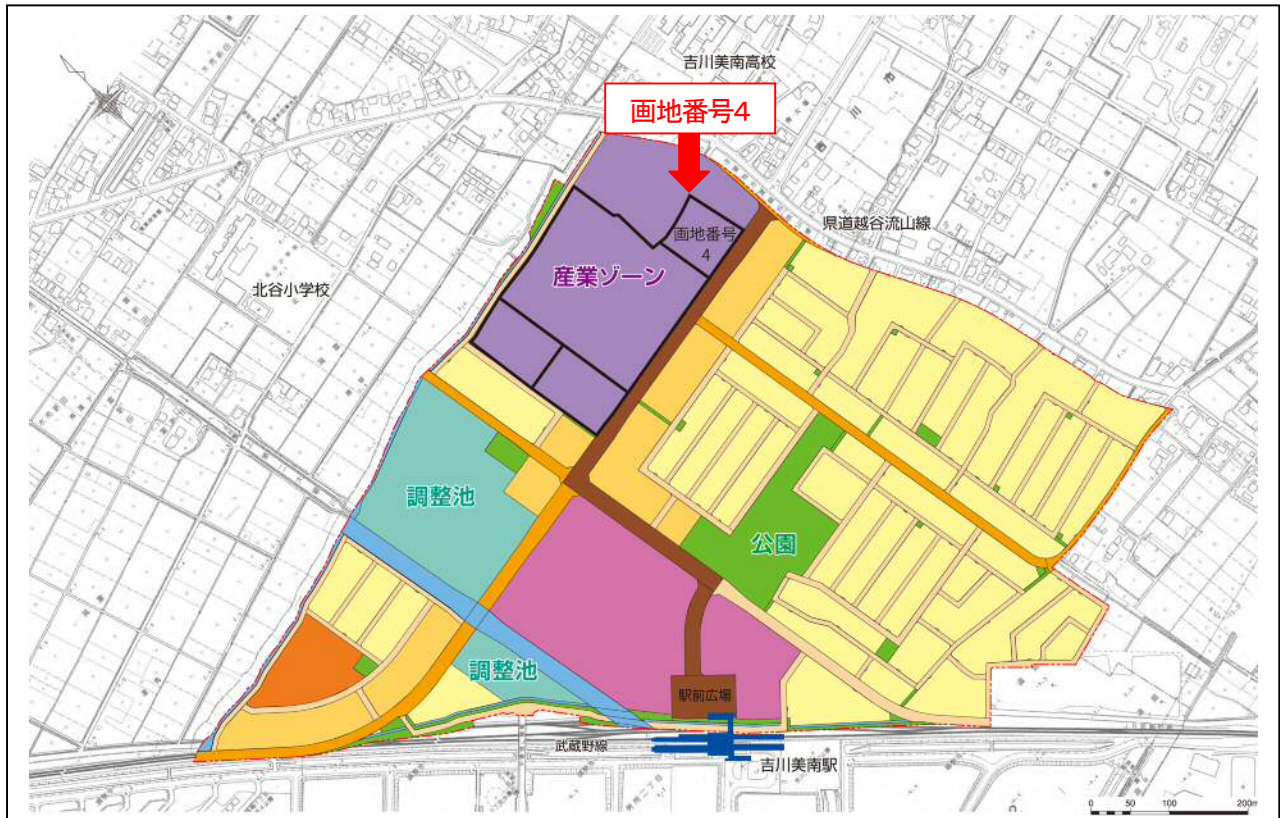 吉川美南高校
画地番号4
県道越谷流山線
画地番号
4
産業ゾーン
北谷小学校
調整池
公園
調整池
駅前広場
武蔵野線
吉川美南駅
0 50 100 200m